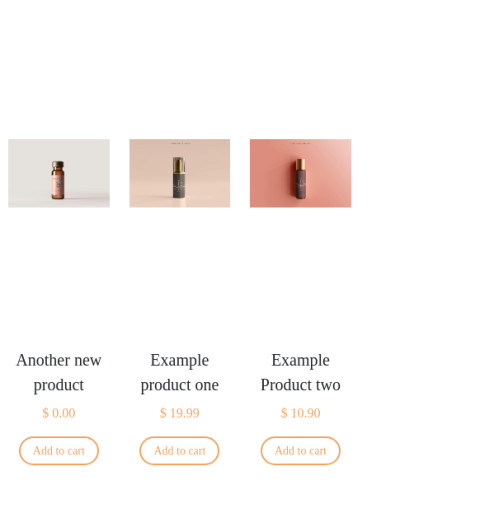 Another new
product
$ 0.00
Add to cart
Example
product one
$ 19.99
Add to cart
Example
Product two
$ 10.90
Add to cart